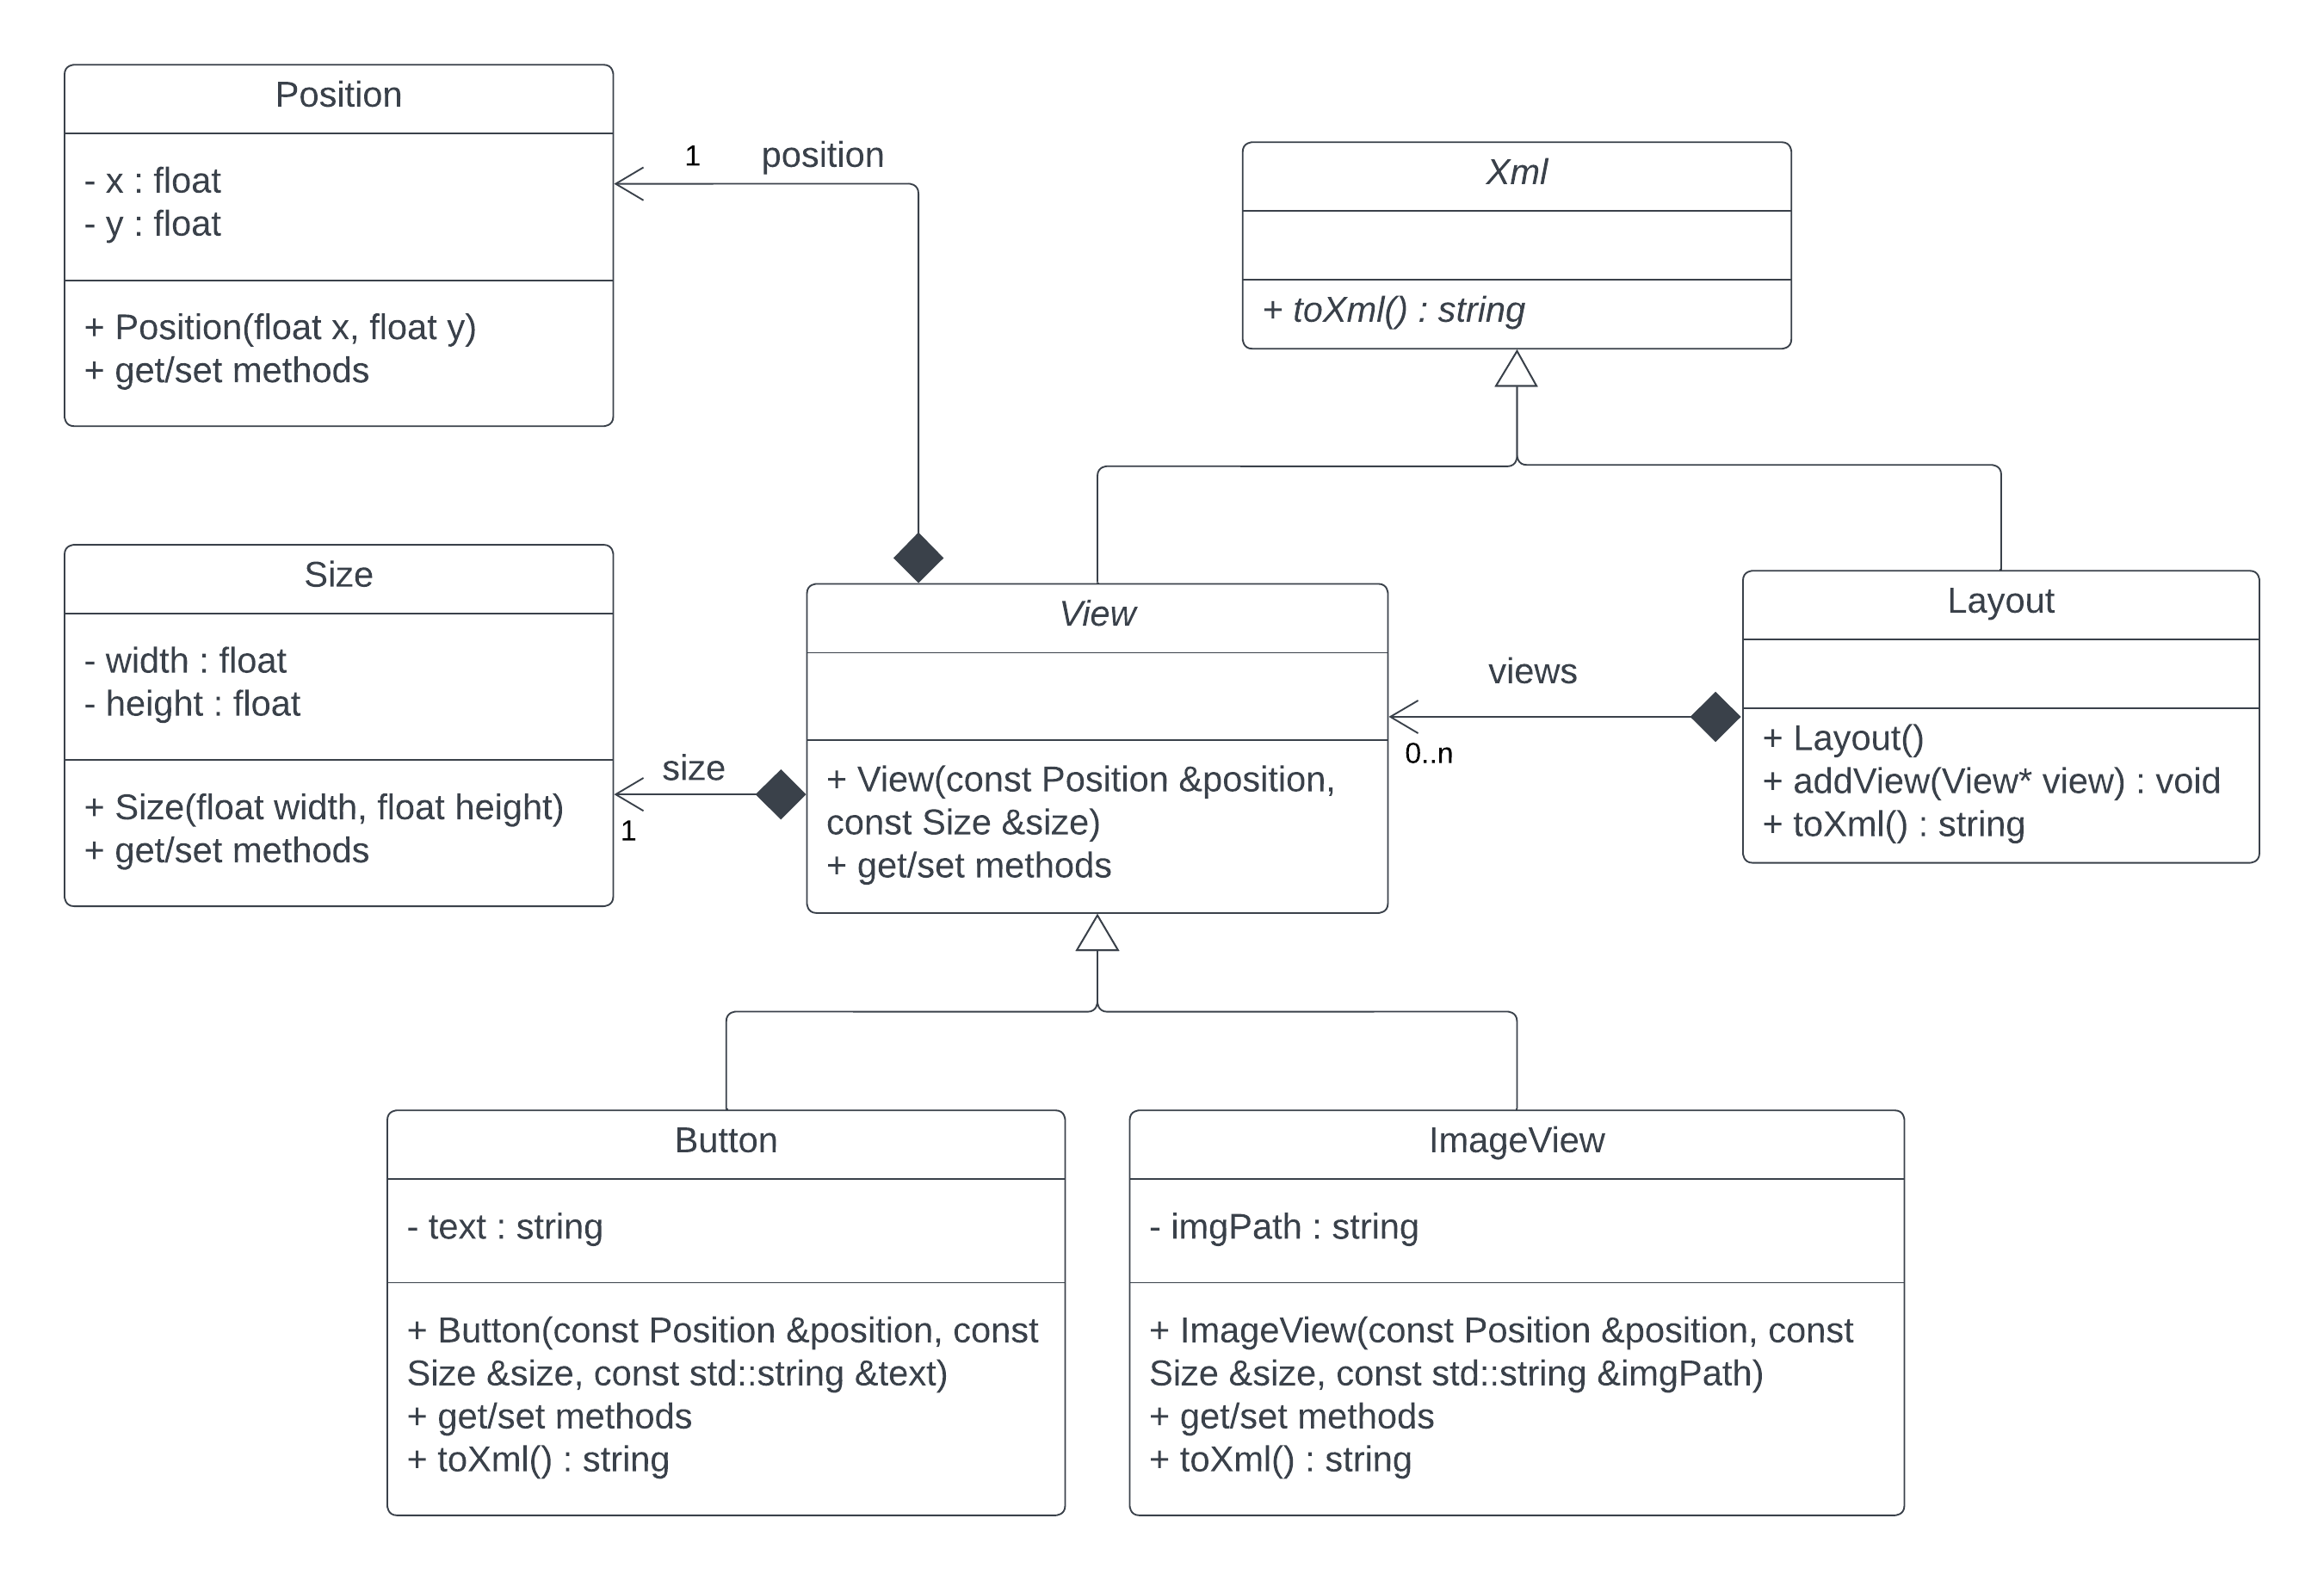 Position
- x : float
- y : float
+ Position(float x, float y)
+ get/set methods
1
position
Xml
+ toXml() : string
Size
- width : float
- height : float
+ Size(float width, float height)
+ get/set methods
size
1
View
+ View(const Position &position,
const Size &size)
+ get/set methods
views
0..n
Layout
+ Layout()
+ addView(View* view) : void
+ toXml() : string
Button
- text : string
+ Button(const Position &position, const
Size &size, const std::string &text)
+ get/set methods
+ toXml() : string
ImageView
- imgPath : string
+ ImageView(const Position &position, const
Size &size, const std::string &imgPath)
+ get/set methods
+ toXml() : string